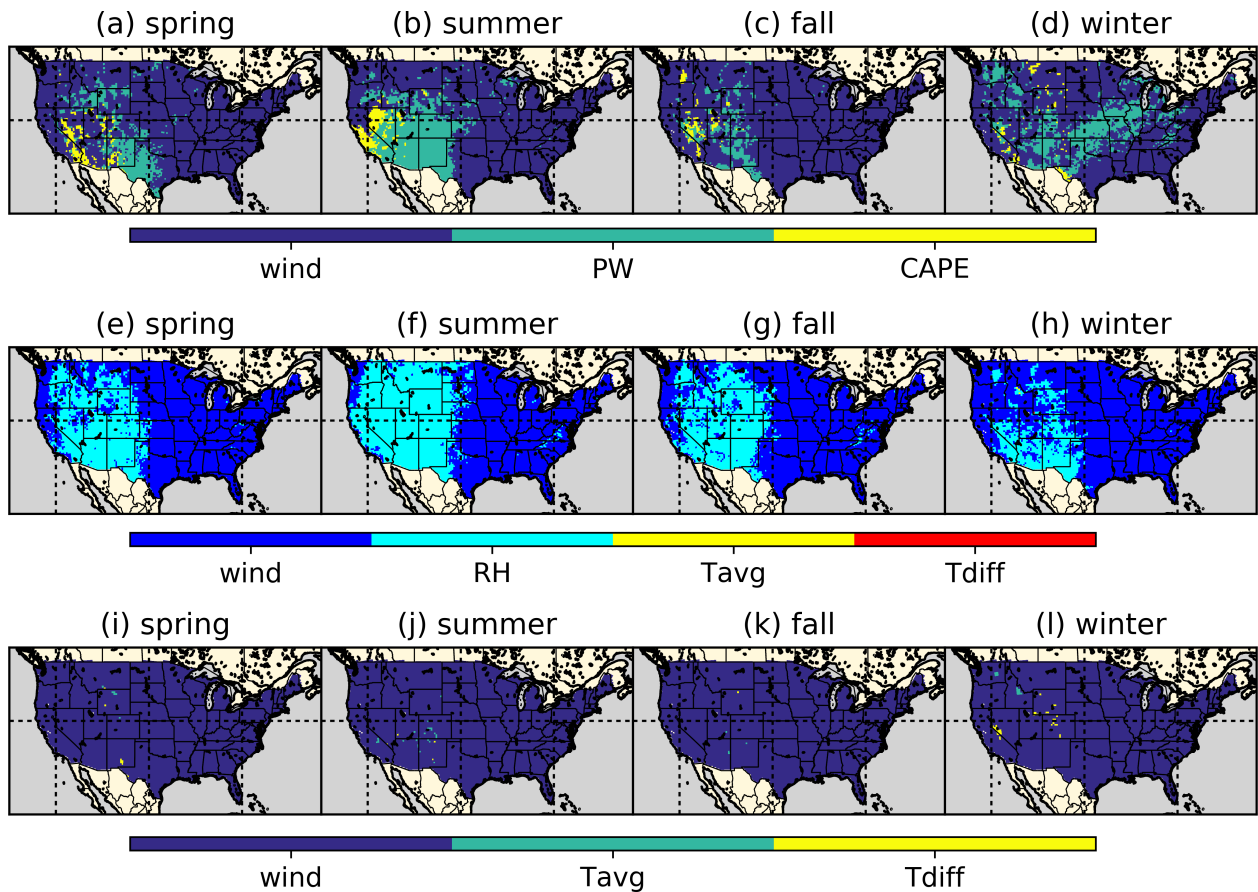 (a) spring (b) summer (c) fall (d) winter
wind PW CAPE
(e) spring (f) summer (g) fall (h) winter
wind RH Tavg Tdiff
(i) spring (j) summer (k) fall (l) winter
wind Tavg Tdiff